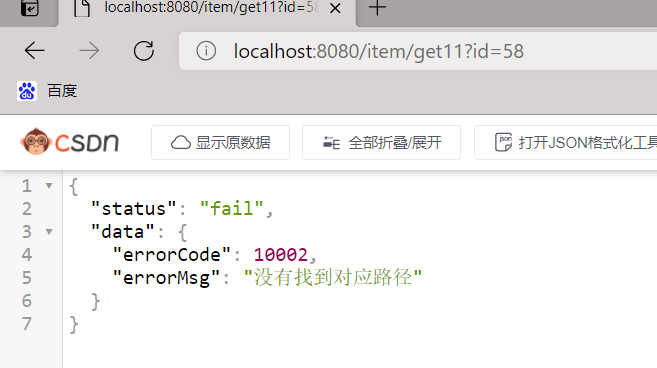 localhost:8080/item/get11?id=58
localhost:8080/item/get11?id=58
du 百度
CSDN 显示原数据 全部折叠/展开 json 打开JSON格式化工具
1 {
2 "status": "fail",
3 "data": {
4 "errorCode": 10002,
5 "errorMsg": "没有找到对应路径"
6 }
7 }